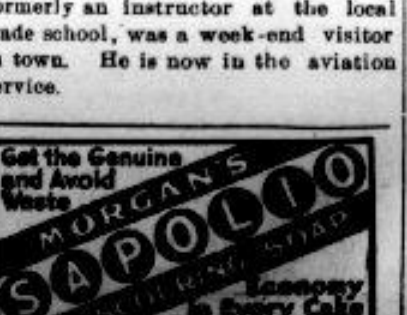 ormerly an instructor at the local
ade school, was a week-end visitor
town. He is now in the aviation
rvice.
Get the Genuine
and Avoid
Waste
MORGAN'S
SAPOLIO
SCOURING SOAP
Economy
in Every Cake